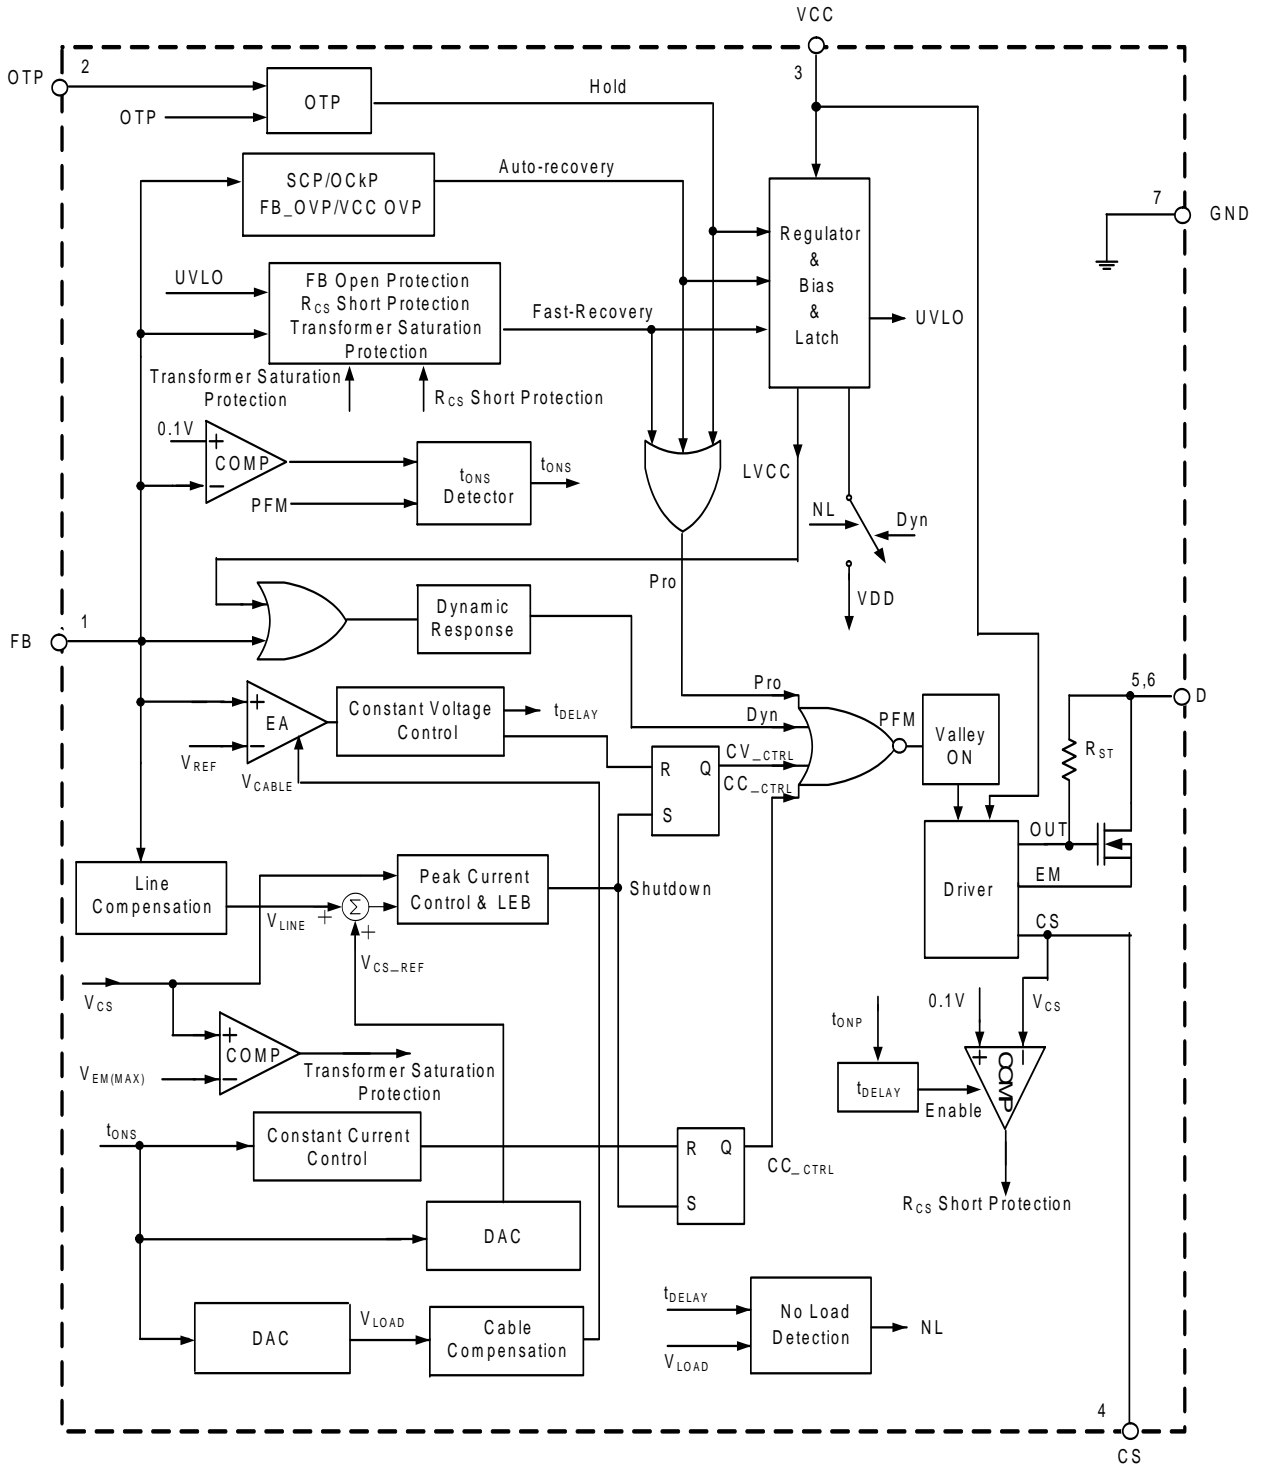 VCC
3
2
OTP
OTP
OTP
Hold
SCP/OCkP
FB_OVP/VCC OVP
Auto-recovery
7
GND
Regulator
&
Bias
&
Latch
UVLO
UVLO
FB Open Protection
RCS Short Protection
Transformer Saturation
Protection
Fast-Recovery
Transformer Saturation
Protection
RCS Short Protection
0.1V
+
COMP
−
PFM
tONS
Detector
tONS
LVCC
NL
Dyn
VDD
Pro
1
FB
Dynamic
Response
5,6
D
+
EA
−
VREF
VCABLE
Constant Voltage
Control
tDELAY
Pro
Dyn
CV_CTRL
CC_CTRL
PFM
Valley
ON
RST
R
Q
S
OUT
EM
CS
Driver
Line
Compensation
VLINE
+
Σ
+
Peak Current
Control & LEB
Shutdown
VCS_REF
VCS
+
COMP
−
VEM(MAX)
Transformer Saturation
Protection
0.1V
VCS
tONP
tDELAY
Enable
+
−
COMP
RCS Short Protection
tONS
Constant Current
Control
R
Q
S
CC_CTRL
DAC
DAC
VLOAD
Cable
Compensation
tDELAY
VLOAD
No Load
Detection
NL
4
CS